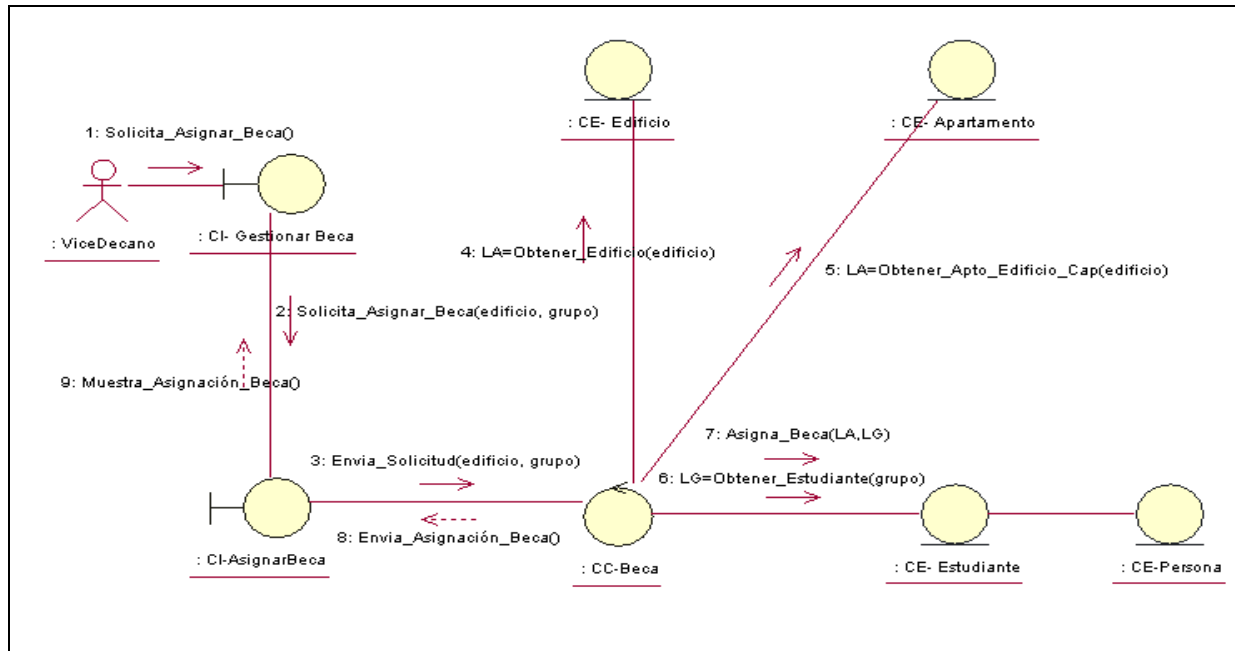 : CE- Edificio
: CE- Apartamento
1: Solicita_Asignar_Beca()
: ViceDecano
: CI- Gestionar Beca
4: LA=Obtener_Edificio(edificio)
5: LA=Obtener_Apto_Edificio_Cap(edificio)
2: Solicita_Asignar_Beca(edificio, grupo)
9: Muestra_Asignación_Beca()
7: Asigna_Beca(LA,LG)
3: Envia_Solicitud(edificio, grupo)
6: LG=Obtener_Estudiante(grupo)
8: Envia_Asignación_Beca()
: CI-AsignarBeca
: CC-Beca
: CE- Estudiante
: CE-Persona